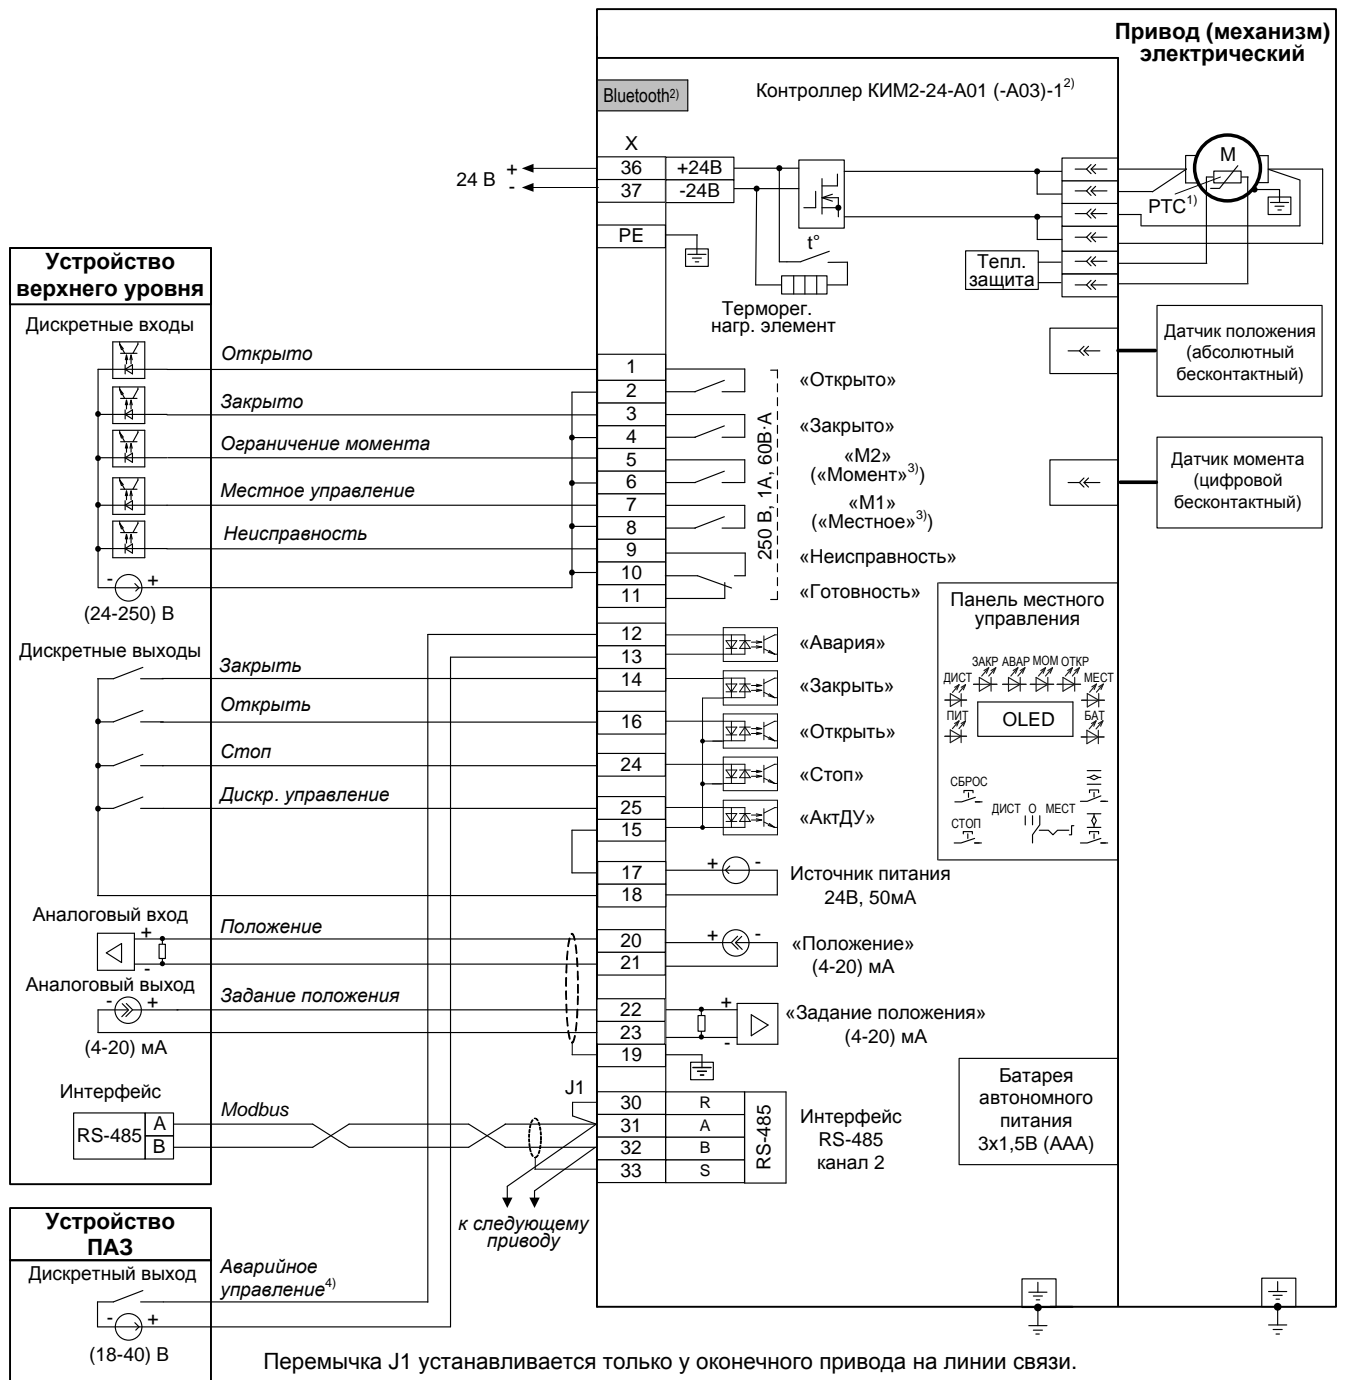 Привод (механизм)
электрический
Bluetooth2)
Контроллер КИМ2-24-А01 (-А03)-12)
X
24 В
+
-
36
+24В
37
-24В
PE
t°
Терморег.
нагр. элемент
Тепл.
защита
M
PTC1)
Датчик положения
(абсолютный
бесконтактный)
Датчик момента
(цифровой
бесконтактный)
Устройство
верхнего уровня
Дискретные входы
Открыто
Закрыто
Ограничение момента
Местное управление
Неисправность
- +
(24-250) В
1
2
3
4
5
6
7
8
9
10
11
250 В, 1А, 60В·А
«Открыто»
«Закрыто»
«М2»
(«Момент»3))
«М1»
(«Местное»3))
«Неисправность»
«Готовность»
Дискретные выходы
Закрыть
Открыть
Стоп
Дискр. управление
12
13
14
16
24
25
15
17
18
«Авария»
«Закрыть»
«Открыть»
«Стоп»
«АктДУ»
+ -
Источник питания
24В, 50мА
Панель местного
управления
ЗАКР АВАР МОМ ОТКР
ДИСТ
МЕСТ
ПИТ
OLED
БАТ
СБРОС
ДИСТ О МЕСТ
СТОП
Аналоговый вход
+
-
Положение
20
21
+ -
«Положение»
(4-20) мА
Аналоговый выход
- +
(4-20) мА
Задание положения
22
23
19
+
-
«Задание положения»
(4-20) мА
Интерфейс
RS-485
A
B
Modbus
J1
30
R
31
A
32
B
33
S
RS-485
Интерфейс
RS-485
канал 2
Батарея
автономного
питания
3х1,5В (ААА)
к следующему
приводу
Устройство
ПАЗ
Дискретный выход
Аварийное
управление4)
- +
(18-40) В
Перемычка J1 устанавливается только у оконечного привода на линии связи.